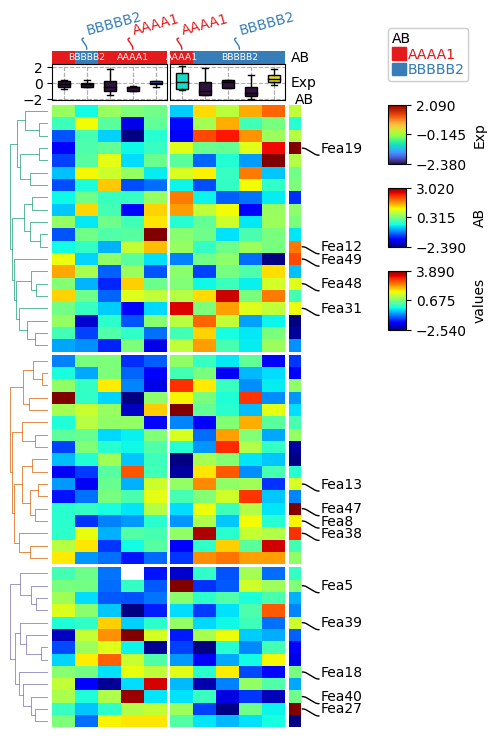 BBBBB2
AAAA1
AAAA1
BBBBB2
BBBBB2
AAAA1
AAAA1
BBBBB2
AB
2
0
−2
Exp
AB
Fea19
Fea12
Fea49
Fea48
Fea31
Fea13
Fea47
Fea8
Fea38
Fea5
Fea39
Fea18
Fea40
Fea27
AB
AAAA1
BBBBB2
2.090
−0.145
−2.380
Exp
3.020
0.315
−2.390
AB
3.890
0.675
−2.540
values